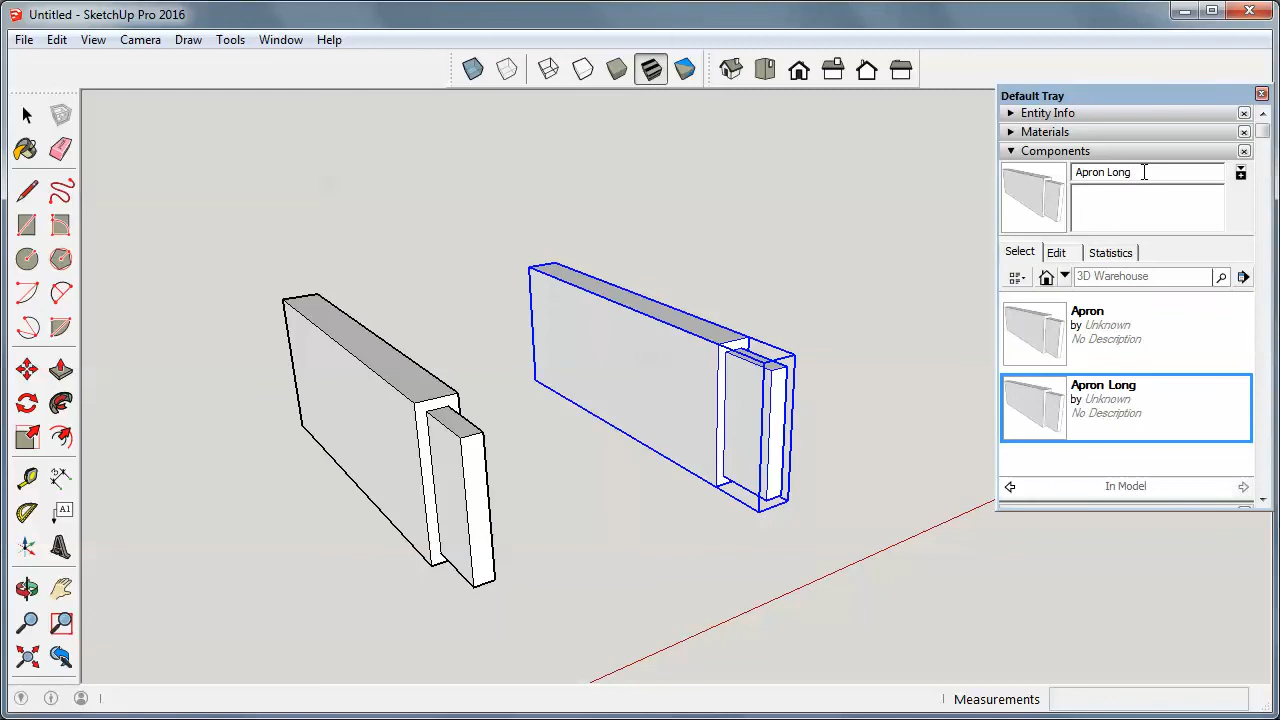 Untitled - SketchUp Pro 2016
File Edit View Camera Draw Tools Window Help
Default Tray
Entity Info
Materials
Components
Apron Long
Select Edit Statistics
3D Warehouse
Apron
by Unknown
No Description
Apron Long
by Unknown
No Description
In Model
A1
Measurements